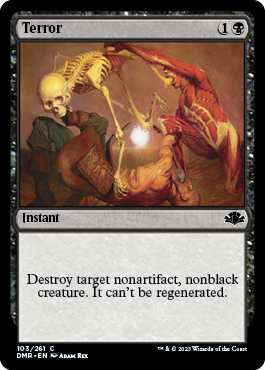 Terror 1
Instant
Destroy target nonartifact, nonblack
creature. It can't be regenerated.
103/261 C
DMR • EN Adam Rex
™ & © 2023 Wizards of the Coast